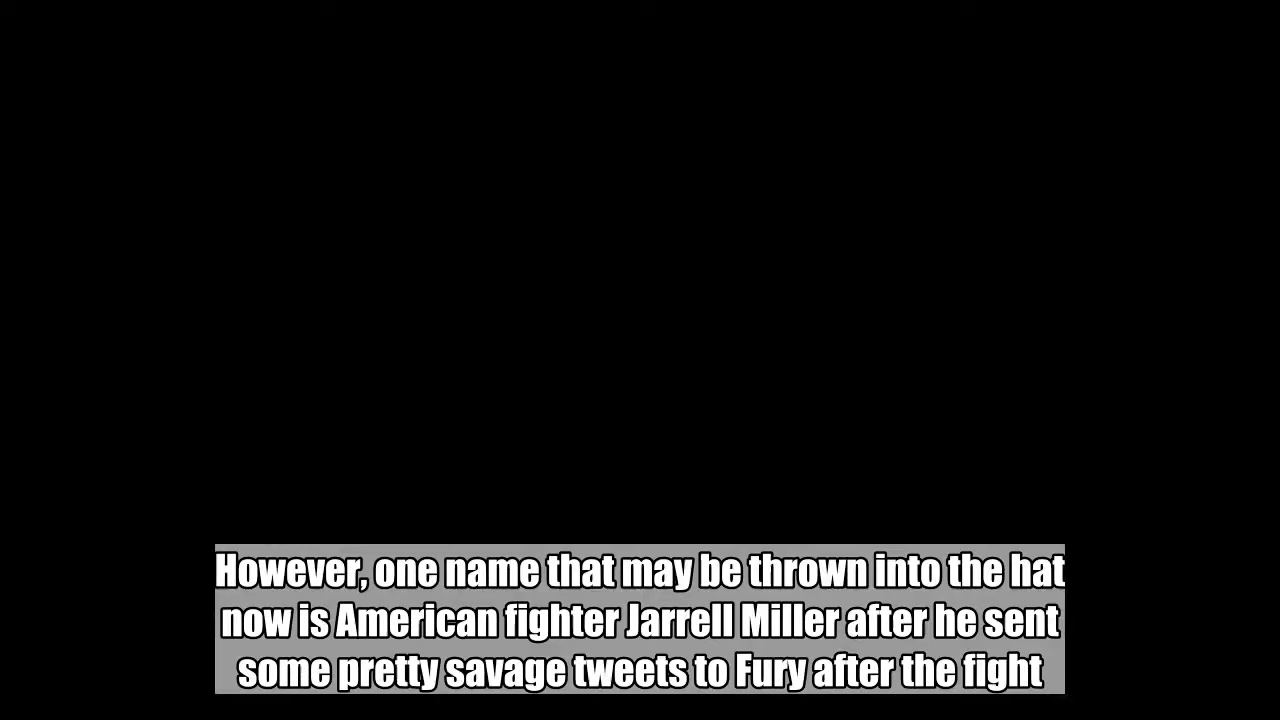 However, one name that may be thrown into the hat
now is American fighter Jarrell Miller after he sent
some pretty savage tweets to Fury after the fight